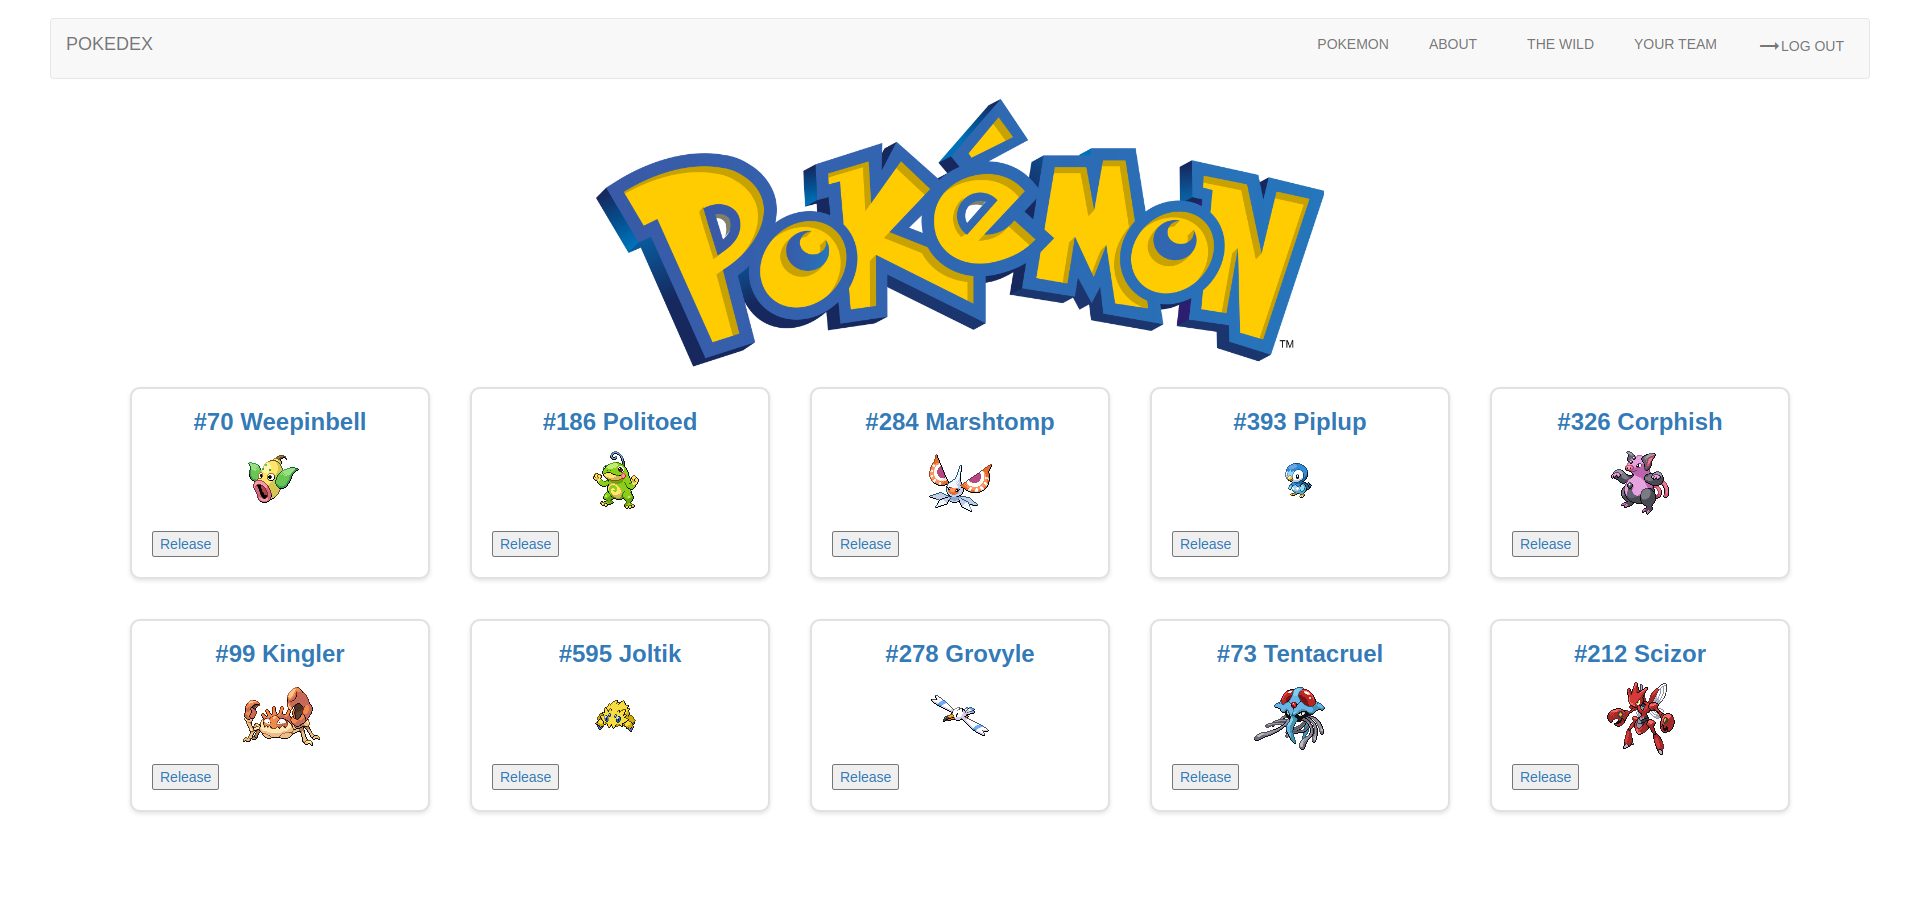 POKEDEX
POKEMON ABOUT THE WILD YOUR TEAM LOG OUT
POKéMON
TM
#70 Weepinbell
Release
#186 Politoed
Release
#284 Marshtomp
Release
#393 Piplup
Release
#326 Corphish
Release
#99 Kingler
Release
#595 Joltik
Release
#278 Grovyle
Release
#73 Tentacruel
Release
#212 Scizor
Release